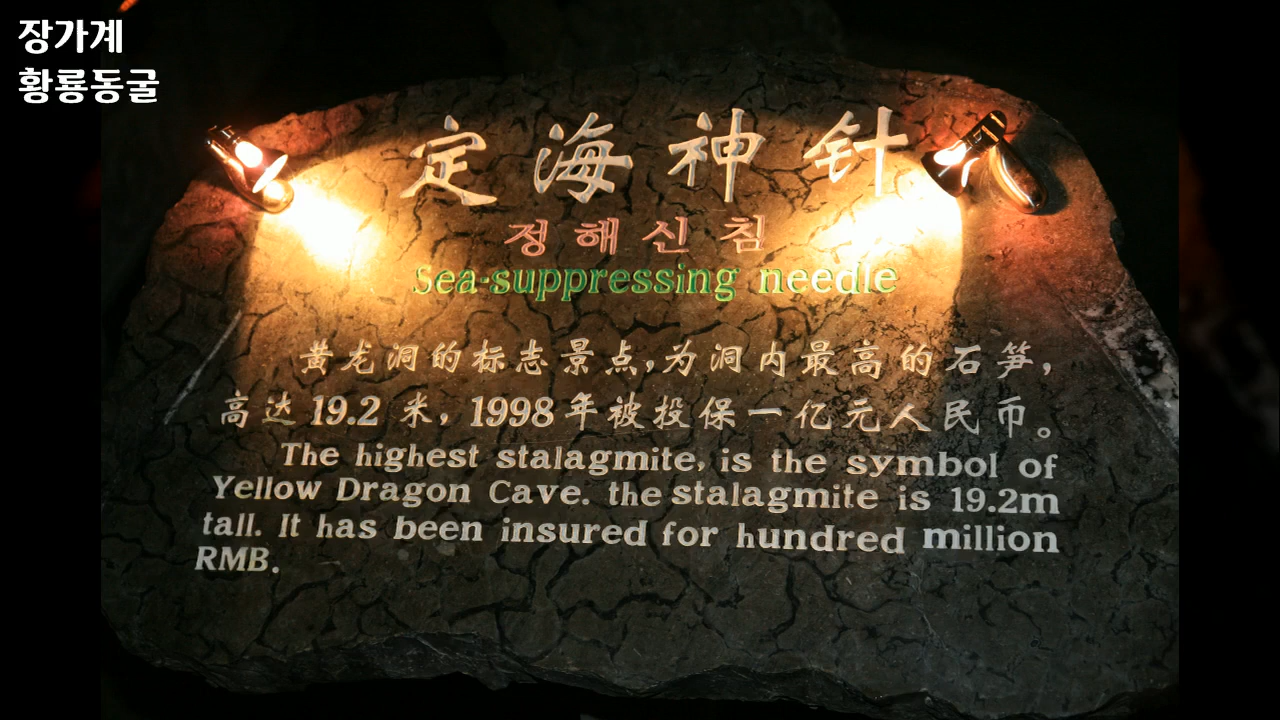 장가계
황룡동굴
定海神针
정해신침
Sea-suppressing needle
黄龙洞的标志景点,为洞内最高的石笋,
高达19.2米,1998年被投保一亿元人民币。
The highest stalagmite, is the symbol of
Yellow Dragon Cave. the stalagmite is 19.2m
tall. It has been insured for hundred million
RMB.